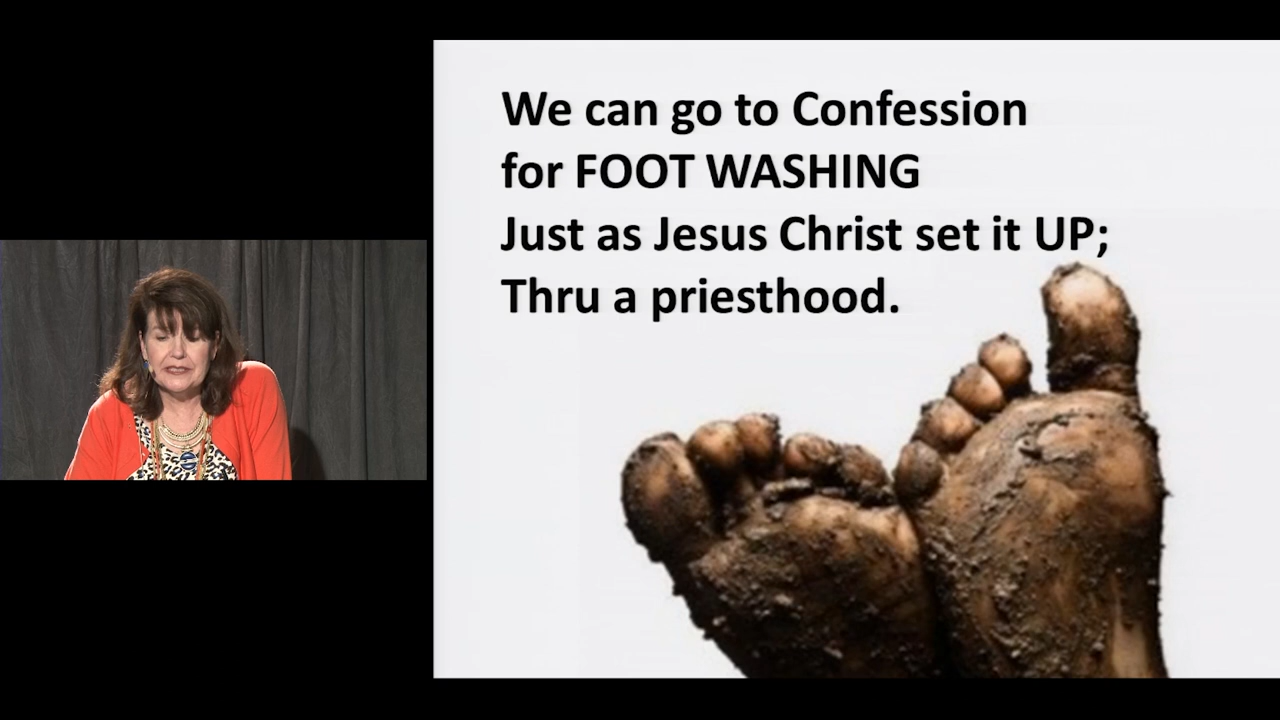 We can go to Confession
for FOOT WASHING
Just as Jesus Christ set it UP;
Thru a priesthood.